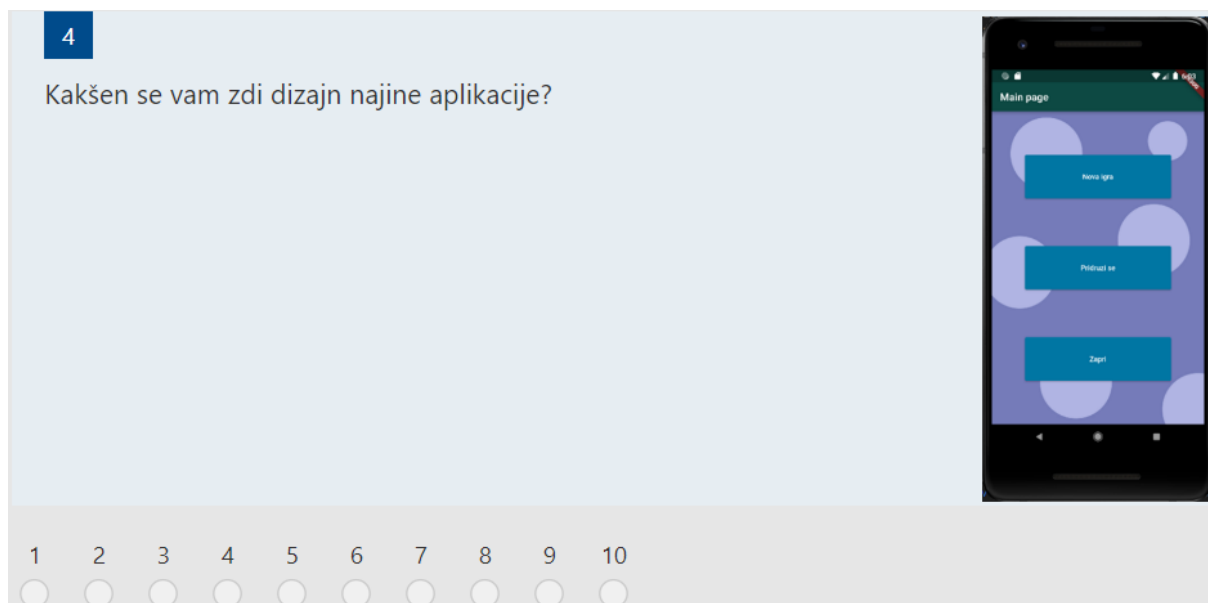 4
Kakšen se vam zdi dizajn najine aplikacije?
Main page
Nova igra
Pridruzi se
Zapri
1 2 3 4 5 6 7 8 9 10